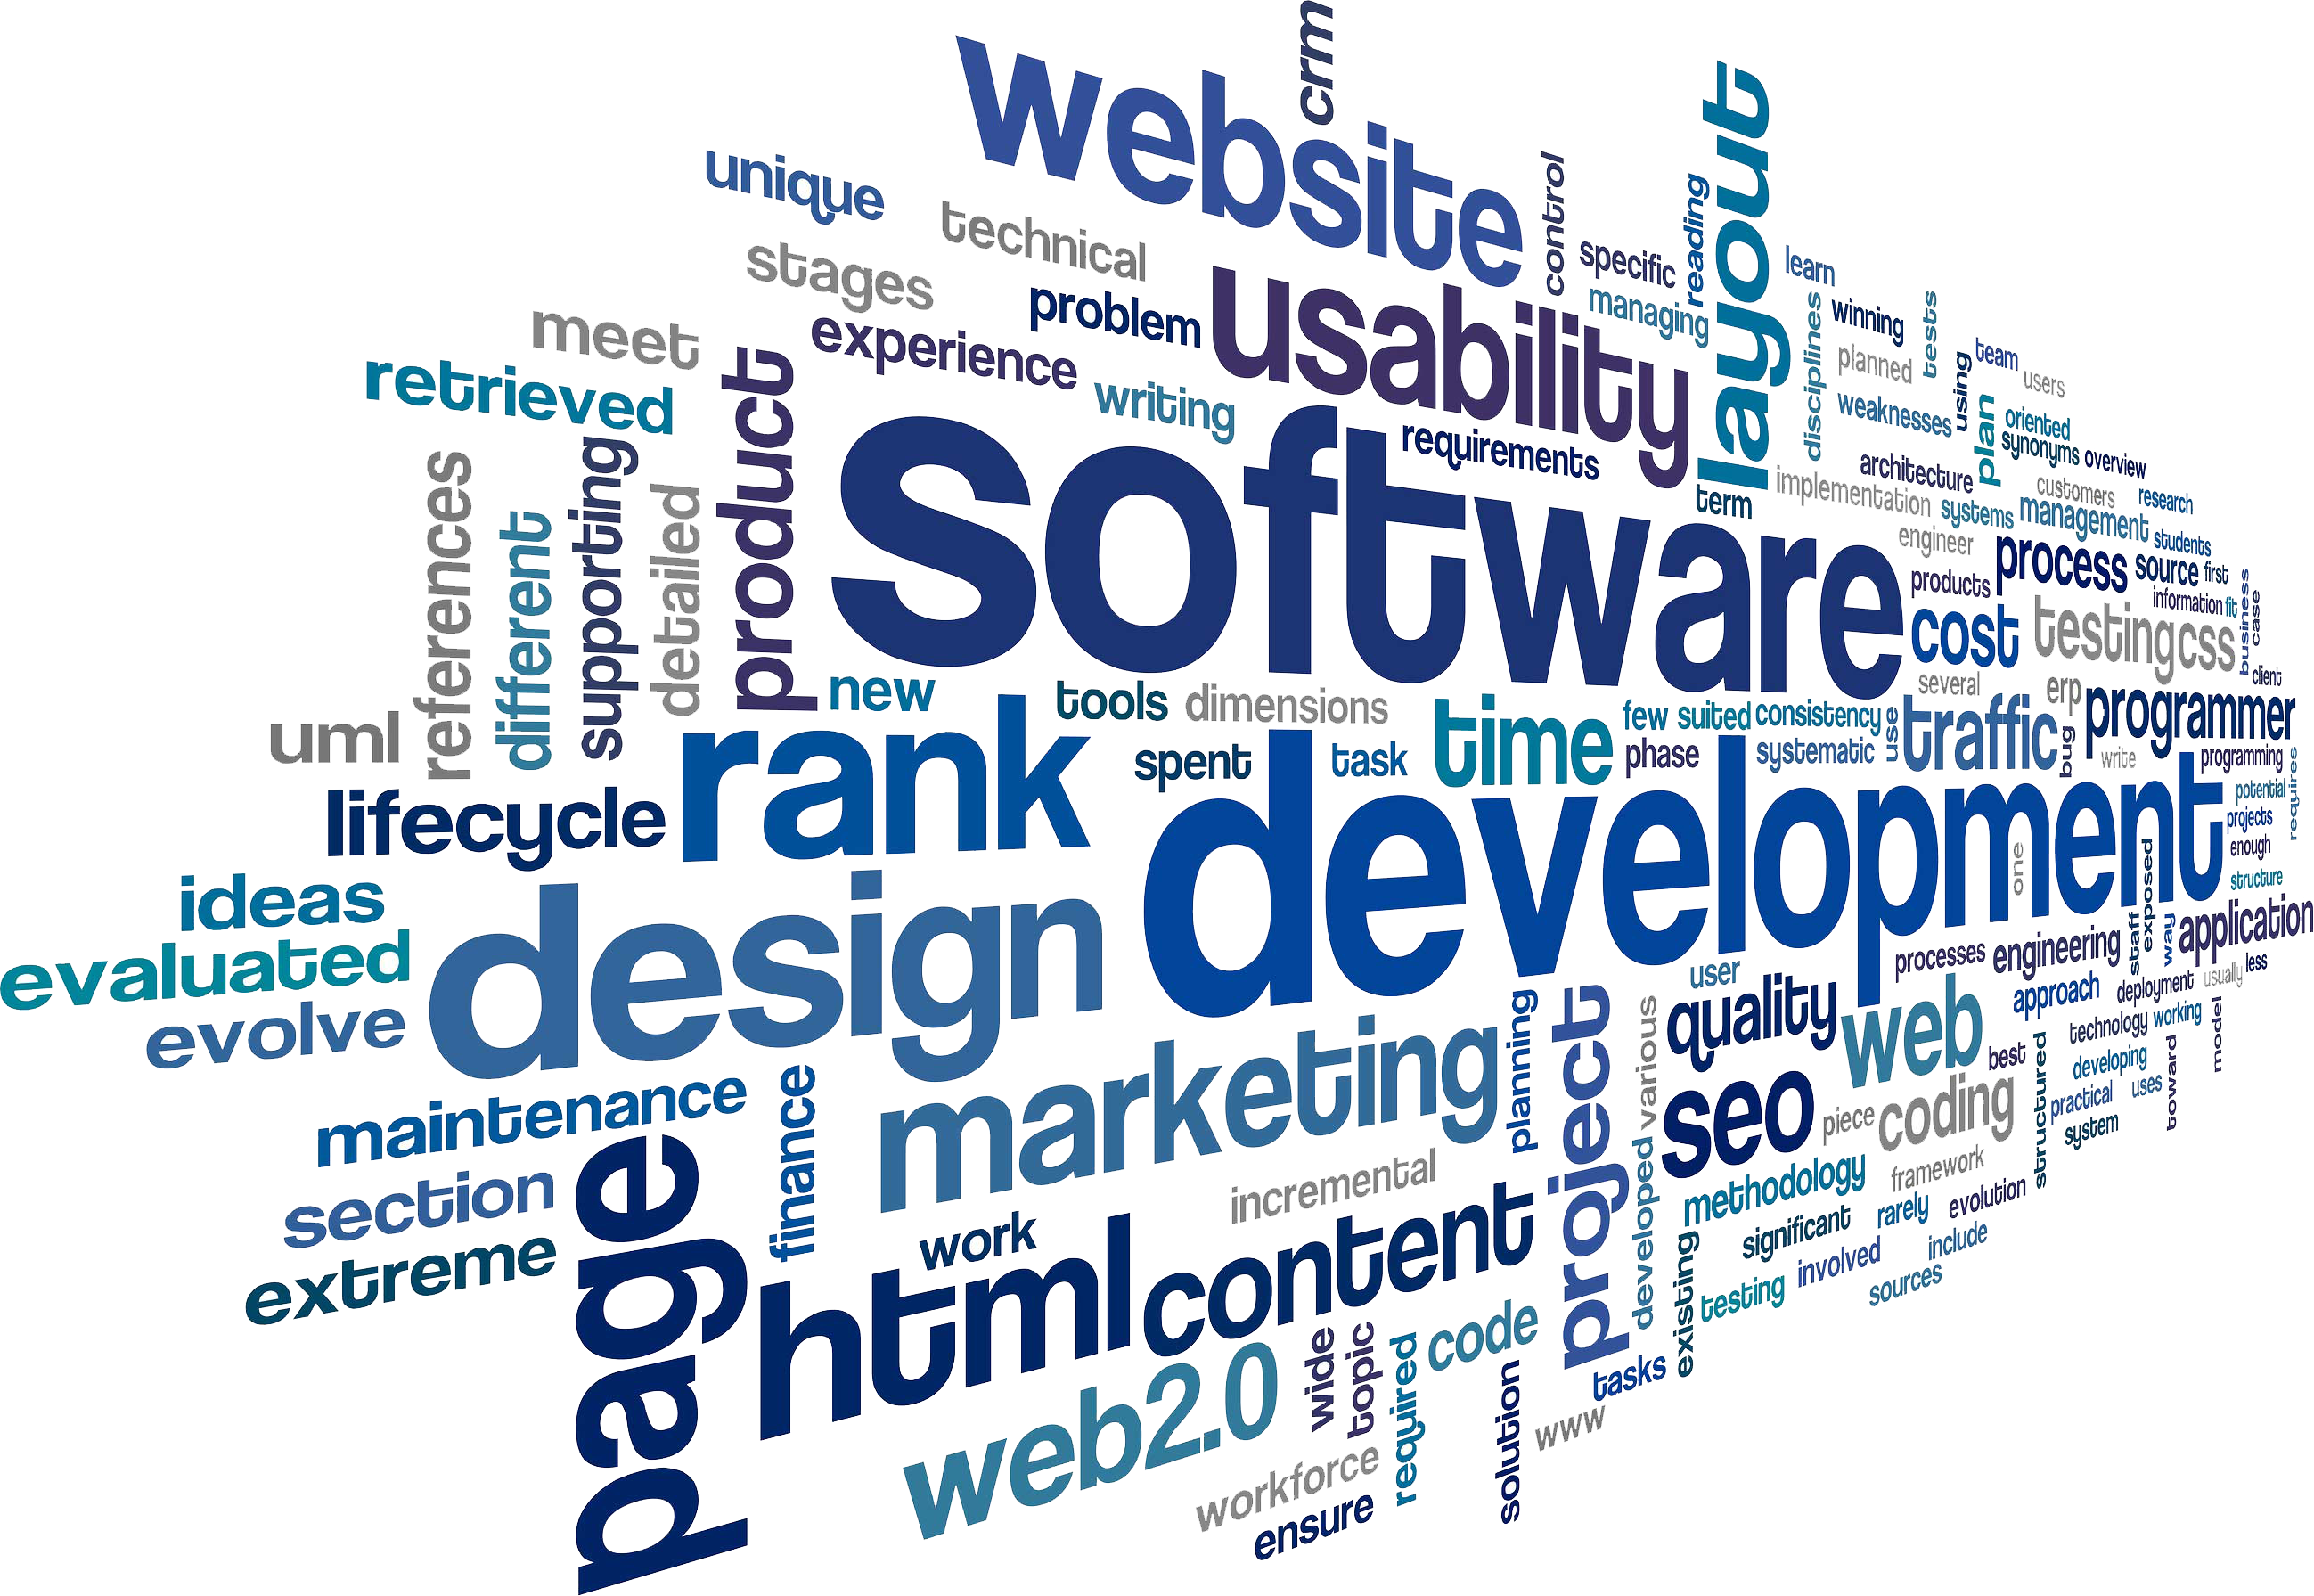 crm
website
layout
unique
control
reading
technical
specific
learn
stages
managing
winning
tests
problem
usability
disciplines
meet
experience
planned
using
team
users
retrieved
product
writing
weaknesses
plan
oriented
requirements
synonyms
overview
software
architecture
references
supporting
detailed
term
implementation
customers
research
different
systems
management
engineer
students
process
source
first
products
information
fit
business
case
cost
testing
css
new
tools
dimensions
several
erp
client
uml
time
few
suited
consistency
use
traffic
programmer
rank
spent
task
phase
systematic
bug
write
programming
lifecycle
development
potential
requires
projects
one
exposed
enough
ideas
structure
design
staff
way
application
evaluated
processes
engineering
usually
less
user
approach
deployment
evolve
planning
project
various
quality
web
technology
working
model
marketing
best
structured
developing
toward
maintenance
finance
seo
piece
coding
practical
uses
system
page
incremental
developed
methodology
framework
section
work
html
content
significant
rarely
evolution
extreme
existing
testing
involved
include
sources
web2.0
wide
topic
required
code
solution
tasks
www
workforce
ensure